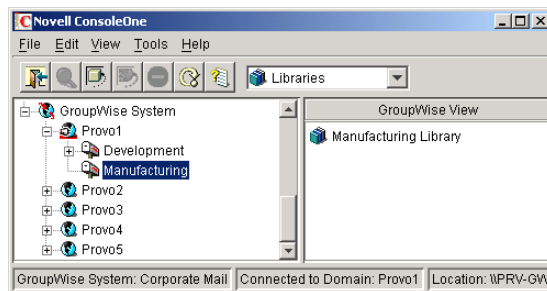 Novell ConsoleOne
File Edit View Tools Help
Libraries
GroupWise System
Provo1
Development
Manufacturing
Provo2
Provo3
Provo4
Provo5
GroupWise View
Manufacturing Library
GroupWise System: Corporate Mail Connected to Domain: Provo1 Location: \\PRV-GW